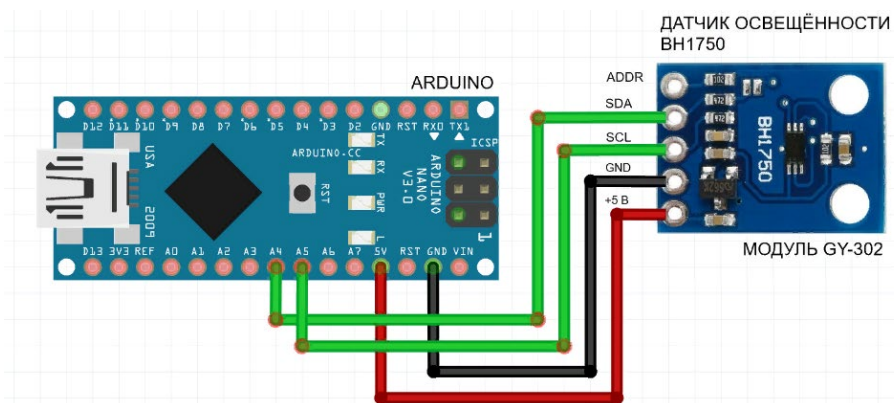 ДАТЧИК ОСВЕЩЁННОСТИ
BH1750
ARDUINO
ADDR
SDA
SCL
GND
+5 В
BH1750
МОДУЛЬ GY-302
D12 D11 D10 D9 D8 D7 D6 D5 D4 D3 D2 GND RST RX0 TX1
TX
RX
PWR
L
ARDUINO.CC
RST
ICSP
ARDUINO
NANO
V3.0
1
USA
2009
D13 3V3 REF A0 A1 A2 A3 A4 A5 A6 A7 5V RST GND VIN